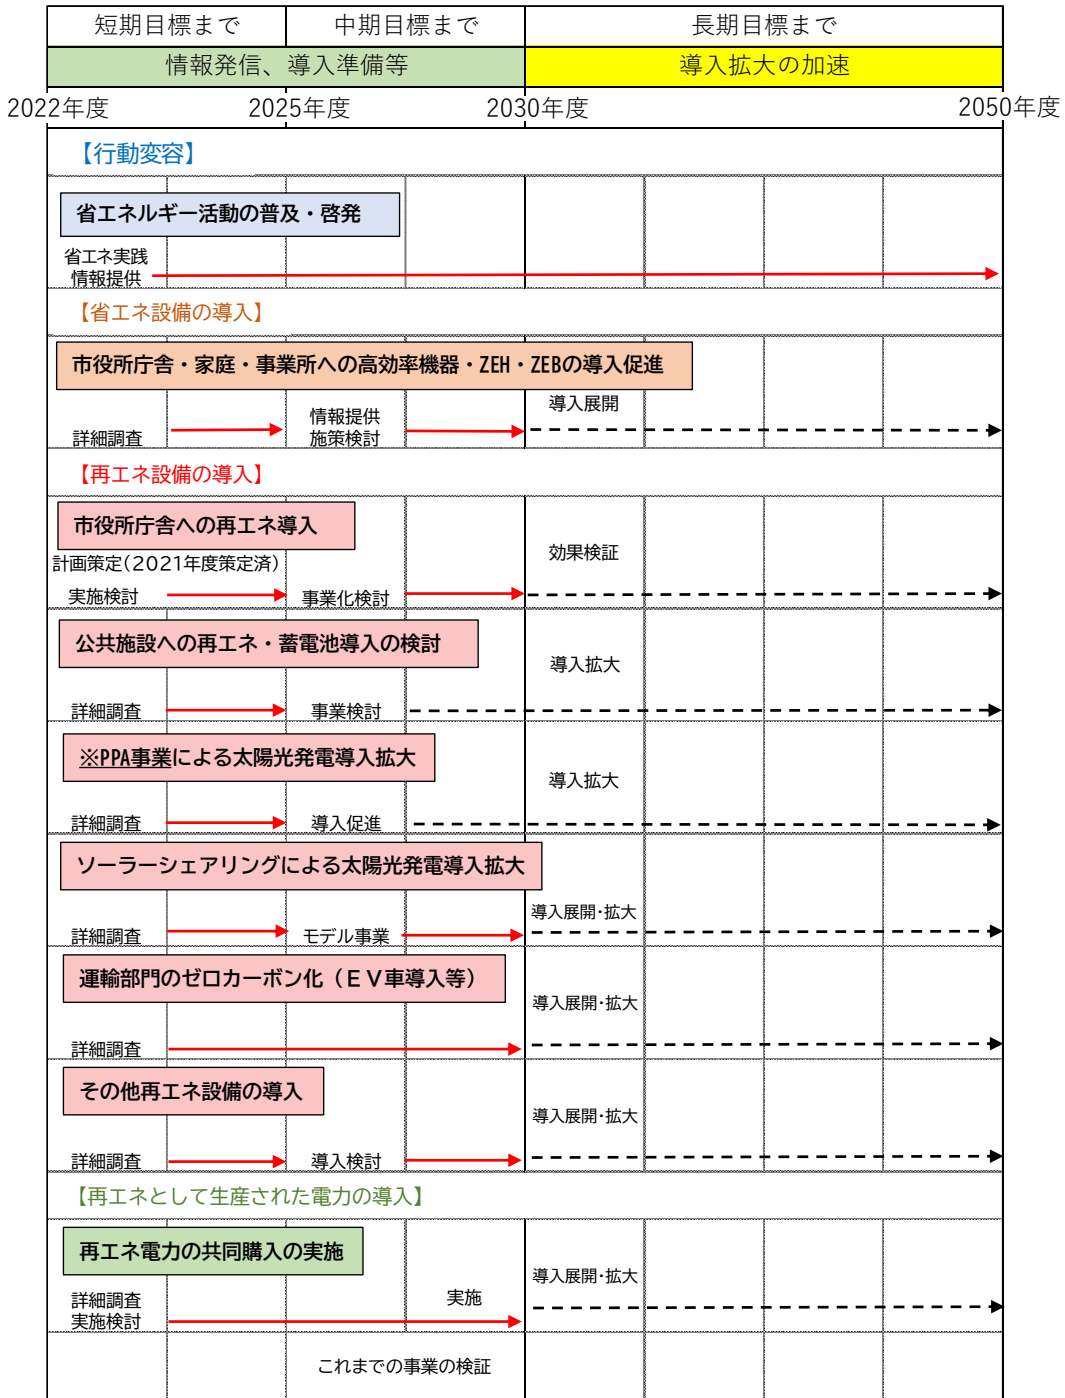 短期目標まで 中期目標まで 長期目標まで
情報発信、導入準備等 導入拡大の加速
2022年度 2025年度 2030年度 2050年度
【行動変容】
省エネルギー活動の普及・啓発
省エネ実践
情報提供
【省エネ設備の導入】
市役所庁舎・家庭・事業所への高効率機器・ZEH・ZEBの導入促進
導入展開
情報提供
詳細調査 施策検討
【再エネ設備の導入】
市役所庁舎への再エネ導入
効果検証
計画策定(2021年度策定済)
実施検討 事業化検討
公共施設への再エネ・蓄電池導入の検討
導入拡大
詳細調査 事業検討
※PPA事業による太陽光発電導入拡大
導入拡大
詳細調査 導入促進
ソーラーシェアリングによる太陽光発電導入拡大
導入展開・拡大
詳細調査 モデル事業
運輸部門のゼロカーボン化（ＥＶ車導入等）
導入展開・拡大
詳細調査
その他再エネ設備の導入
導入展開・拡大
詳細調査 導入検討
【再エネとして生産された電力の導入】
再エネ電力の共同購入の実施
導入展開・拡大
詳細調査 実施
実施検討
これまでの事業の検証